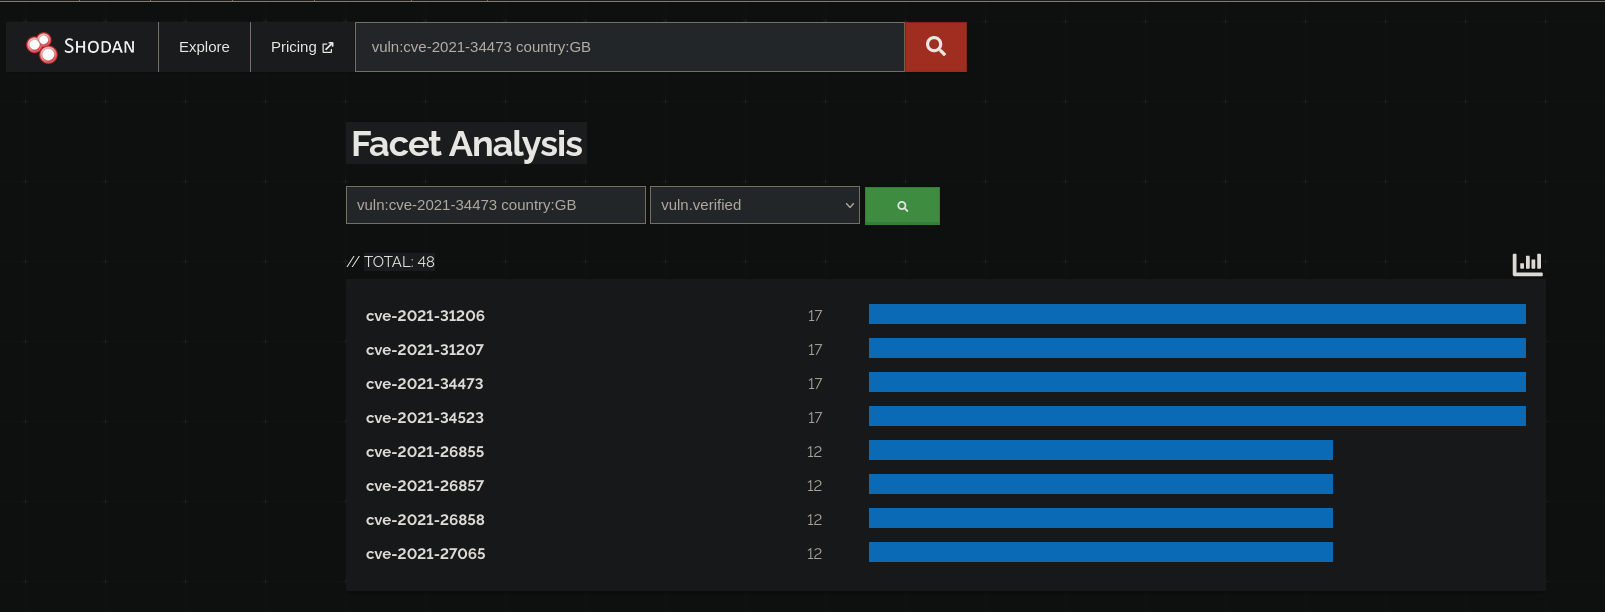 SHODAN Explore Pricing vuln:cve-2021-34473 country:GB
Facet Analysis
vuln:cve-2021-34473 country:GB vuln.verified
// TOTAL: 48
cve-2021-31206 17
cve-2021-31207 17
cve-2021-34473 17
cve-2021-34523 17
cve-2021-26855 12
cve-2021-26857 12
cve-2021-26858 12
cve-2021-27065 12